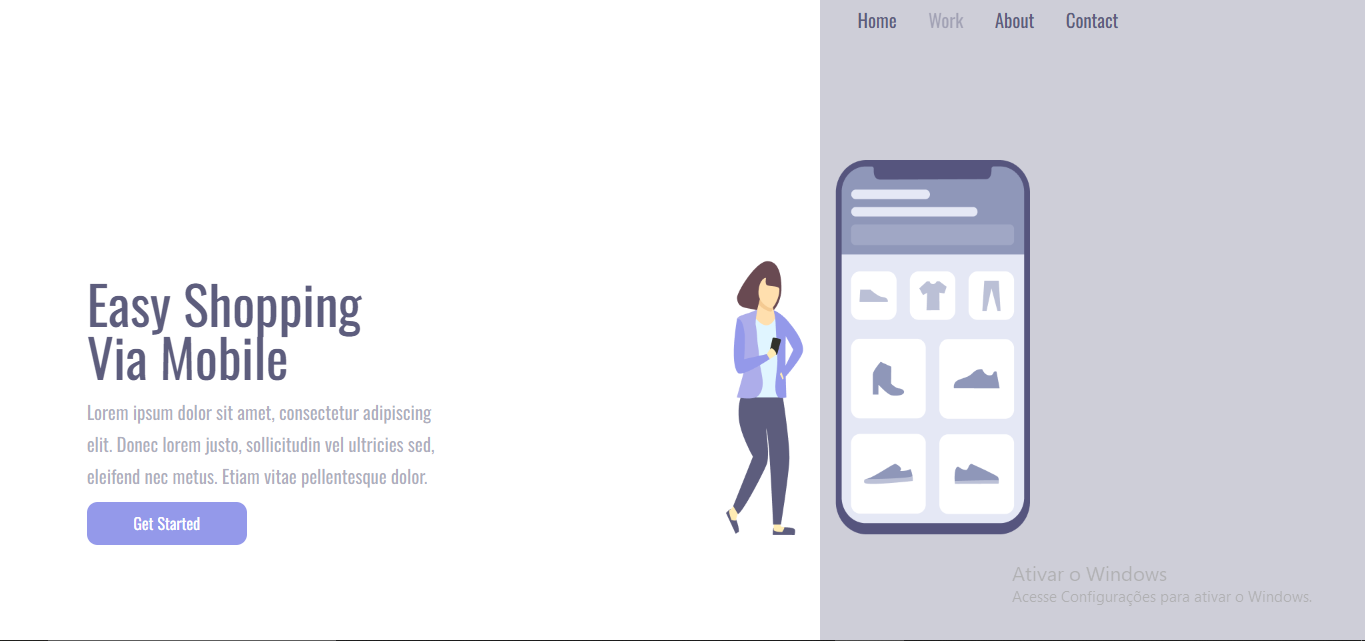 Home Work About Contact
Easy Shopping
Via Mobile
Lorem ipsum dolor sit amet, consectetur adipiscing
elit. Donec lorem justo, sollicitudin vel ultricies sed,
eleifend nec metus. Etiam vitae pellentesque dolor.
Get Started
Ativar o Windows
Acesse Configurações para ativar o Windows.